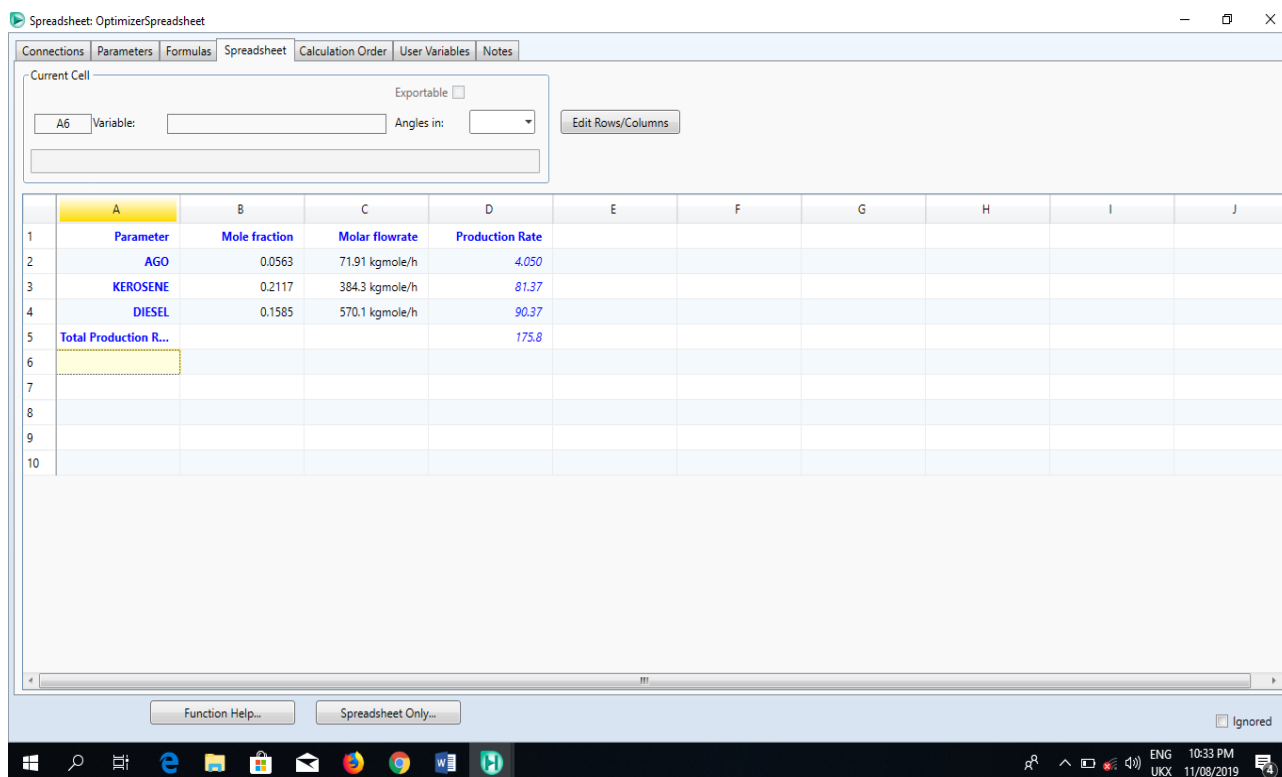 Spreadsheet: OptimizerSpreadsheet
Connections Parameters Formulas Spreadsheet Calculation Order User Variables Notes
Current Cell
Exportable
A6 Variable: Angles in: Edit Rows/Columns
A B C D E F G H I J
1 Parameter Mole fraction Molar flowrate Production Rate
2 AGO 0.0563 71.91 kgmole/h 4.050
3 KEROSENE 0.2117 384.3 kgmole/h 81.37
4 DIESEL 0.1585 570.1 kgmole/h 90.37
5 Total Production R... 175.8
6
7
8
9
10
Function Help... Spreadsheet Only...
Ignored
ENG 10:33 PM
UKX 11/08/2019 4